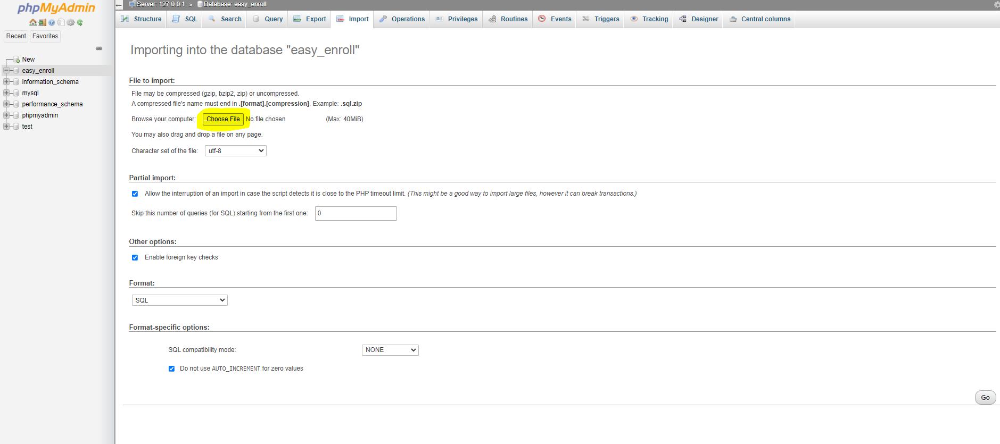 phpMyAdmin
Recent Favorites
New
easy_enroll
information_schema
mysql
performance_schema
phpmyadmin
test
Server: 127.0.0.1 » Database: easy_enroll
Structure SQL Search Query Export Import Operations Privileges Routines Events Triggers Tracking Designer Central columns
Importing into the database "easy_enroll"
File to import:
File may be compressed (gzip, bzip2, zip) or uncompressed.
A compressed file's name must end in .[format].[compression]. Example: .sql.zip
Browse your computer: Choose File No file chosen (Max: 40MiB)
You may also drag and drop a file on any page.
Character set of the file: utf-8
Partial import:
Allow the interruption of an import in case the script detects it is close to the PHP timeout limit. (This might be a good way to import large files, however it can break transactions.)
Skip this number of queries (for SQL) starting from the first one: 0
Other options:
Enable foreign key checks
Format:
SQL
Format-specific options:
SQL compatibility mode: NONE
Do not use AUTO_INCREMENT for zero values
Go